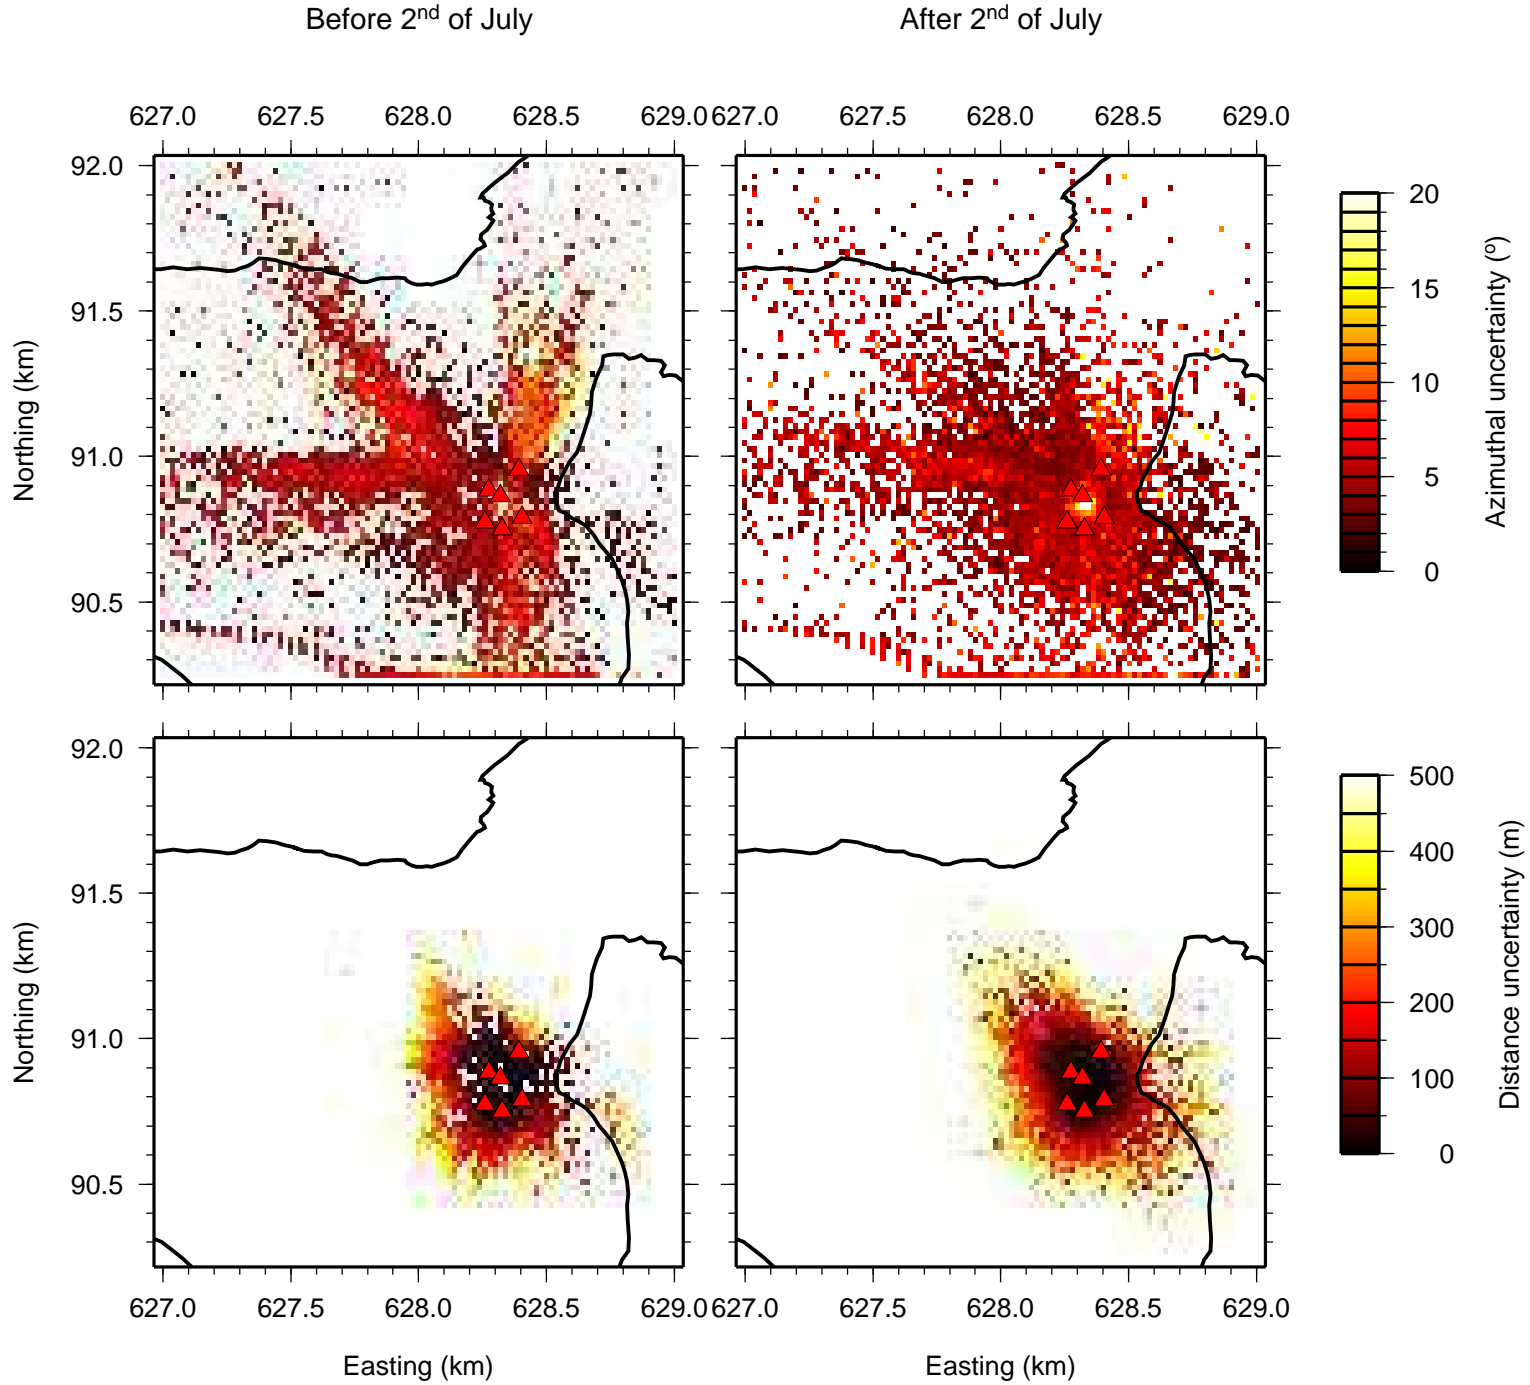 Before 2nd of July
After 2nd of July
627.0 627.5 628.0 628.5 629.0
627.0 627.5 628.0 628.5 629.0
92.0
91.5
91.0
90.5
Northing (km)
20
15
10
5
0
Azimuthal uncertainty (º)
92.0
91.5
91.0
90.5
Northing (km)
500
400
300
200
100
0
Distance uncertainty (m)
627.0 627.5 628.0 628.5 629.0
627.0 627.5 628.0 628.5 629.0
Easting (km)
Easting (km)